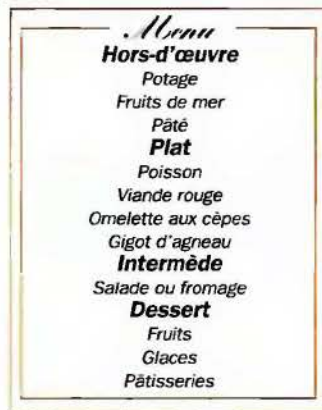 Menu
Hors-d'œuvre
Potage
Fruits de mer
Pâté
Plat
Poisson
Viande rouge
Omelette aux cèpes
Gigot d'agneau
Intermède
Salade ou fromage
Dessert
Fruits
Glaces
Pâtisseries